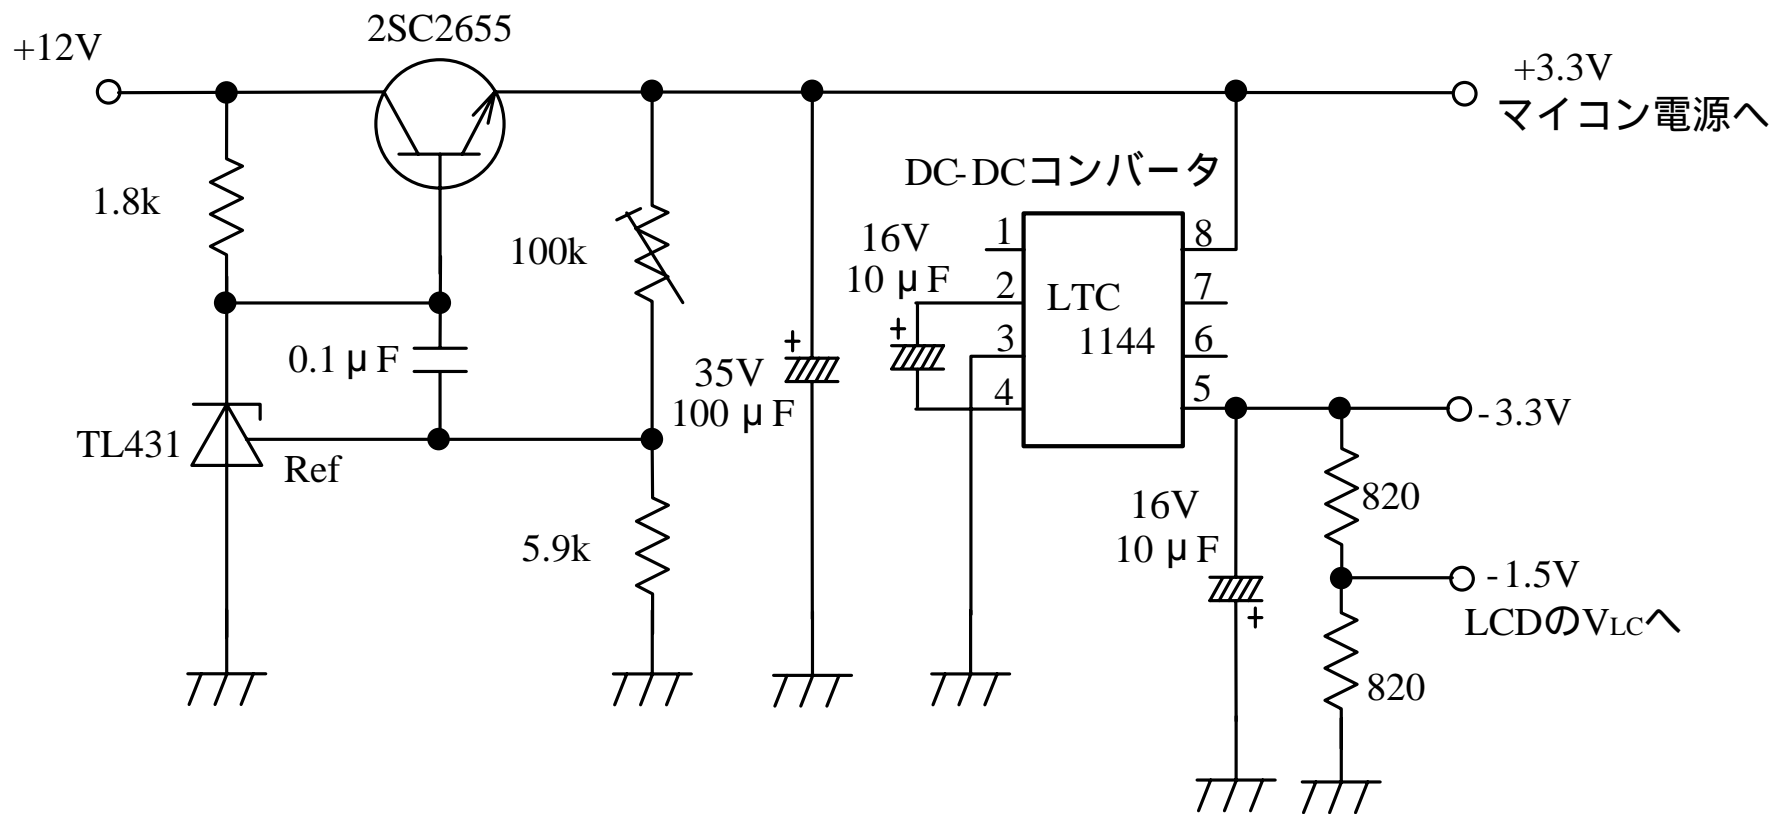 2SC2655
+12V
+3.3V
マイコン電源へ
DC-DCコンバータ
1.8k
100k
16V
10μF
1
2
3
4
LTC
1144
8
7
6
5
0.1μF
35V
100μF
+
+
TL431
Ref
5.9k
-3.3V
820
16V
10μF
+
-1.5V
LCDのVLCへ
820